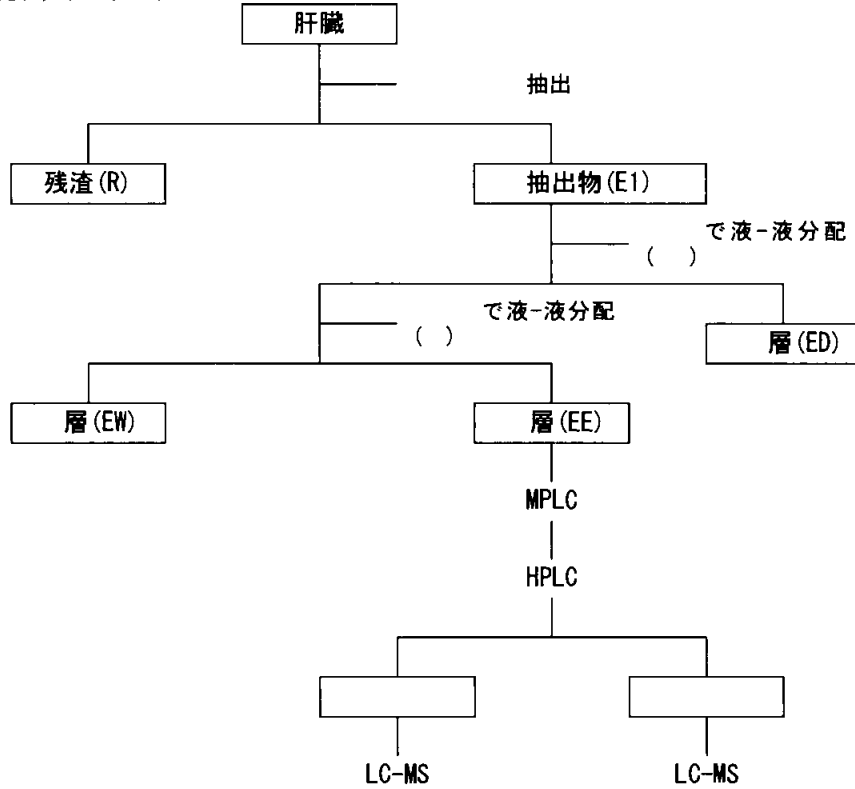 肝臓
抽出
残渣(R)
抽出物(E1)
で液-液分配
(   )
で液-液分配
(   )
層(ED)
層(EW)
層(EE)
MPLC
HPLC
LC-MS
LC-MS